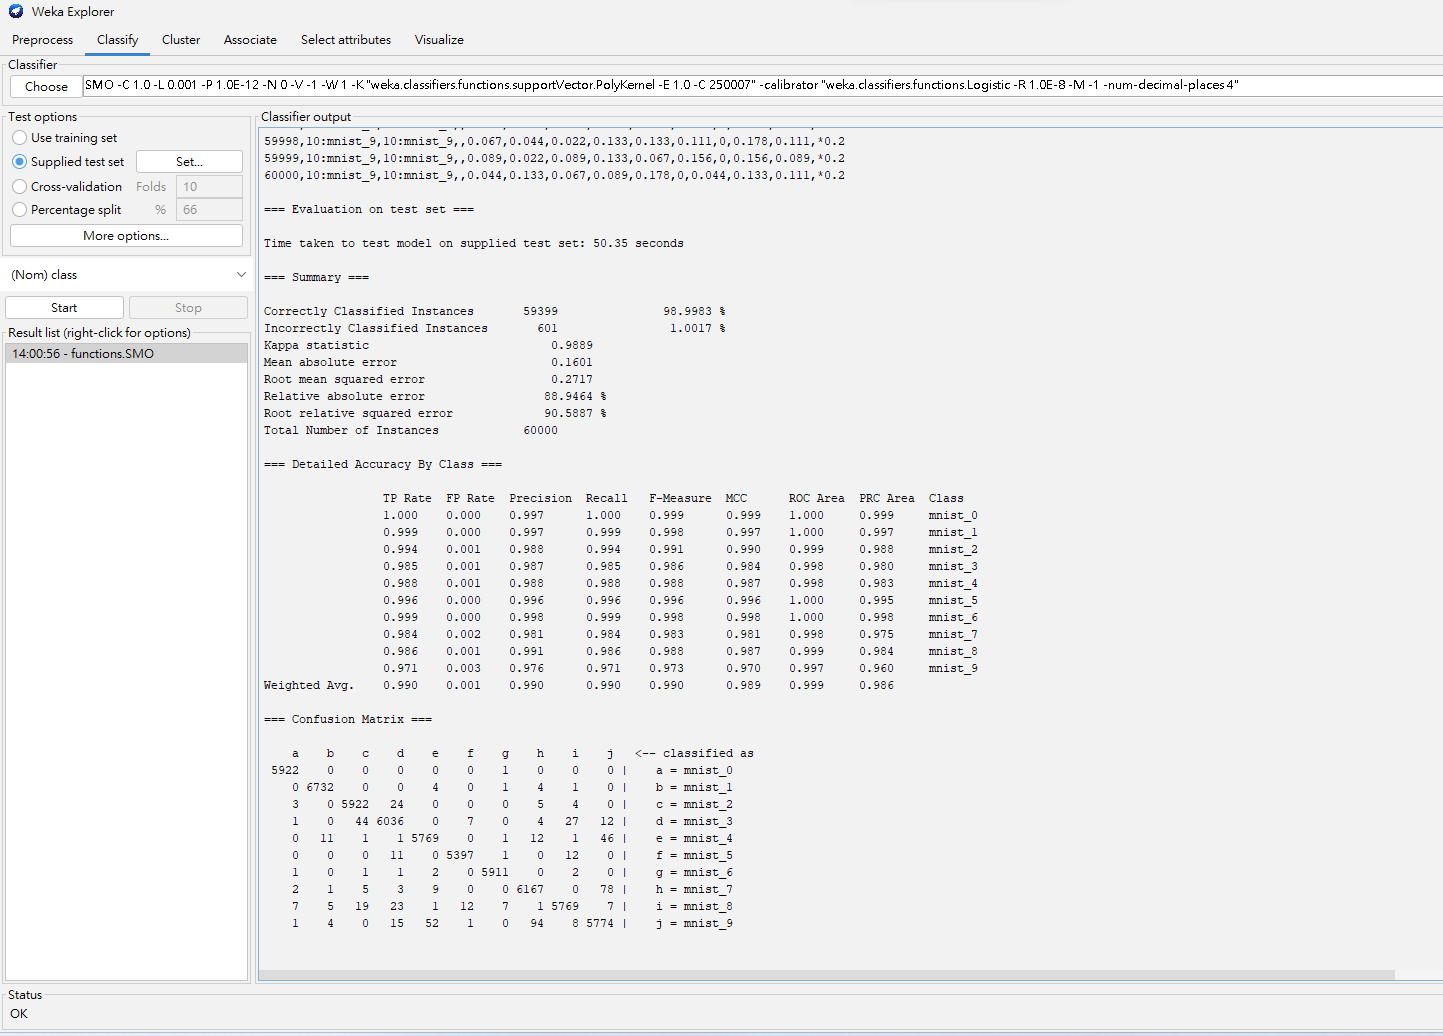 Weka Explorer
Preprocess Classify Cluster Associate Select attributes Visualize
Classifier
Choose SMO -C 1.0 -L 0.001 -P 1.0E-12 -N 0 -V -1 -W 1 -K "weka.classifiers.functions.supportVector.PolyKernel -E 1.0 -C 250007" -calibrator "weka.classifiers.functions.Logistic -R 1.0E-8 -M -1 -num-decimal-places 4"
Test options
Use training set
Supplied test set Set...
Cross-validation Folds 10
Percentage split % 66
More options...
(Nom) class
Start Stop
Result list (right-click for options)
14:00:56 - functions.SMO
Classifier output
59998,10:mnist_9,10:mnist_9,,0.067,0.044,0.022,0.133,0.133,0.111,0,0.178,0.111,*0.2
59999,10:mnist_9,10:mnist_9,,0.089,0.022,0.089,0.133,0.067,0.156,0,0.156,0.089,*0.2
60000,10:mnist_9,10:mnist_9,,0.044,0.133,0.067,0.089,0.178,0,0.044,0.133,0.111,*0.2
=== Evaluation on test set ===
Time taken to test model on supplied test set: 50.35 seconds
=== Summary ===
Correctly Classified Instances 59399 98.9983 %
Incorrectly Classified Instances 601 1.0017 %
Kappa statistic 0.9889
Mean absolute error 0.1601
Root mean squared error 0.2717
Relative absolute error 88.9464 %
Root relative squared error 90.5887 %
Total Number of Instances 60000
=== Detailed Accuracy By Class ===
TP Rate FP Rate Precision Recall F-Measure MCC ROC Area PRC Area Class
1.000 0.000 0.997 1.000 0.999 0.999 1.000 0.999 mnist_0
0.999 0.000 0.997 0.999 0.998 0.997 1.000 0.997 mnist_1
0.994 0.001 0.988 0.994 0.991 0.990 0.999 0.988 mnist_2
0.985 0.001 0.987 0.985 0.986 0.984 0.998 0.980 mnist_3
0.988 0.001 0.988 0.988 0.988 0.987 0.998 0.983 mnist_4
0.996 0.000 0.996 0.996 0.996 0.996 1.000 0.995 mnist_5
0.999 0.000 0.998 0.999 0.998 0.998 1.000 0.998 mnist_6
0.984 0.002 0.981 0.984 0.983 0.981 0.998 0.975 mnist_7
0.986 0.001 0.991 0.986 0.988 0.987 0.999 0.984 mnist_8
0.971 0.003 0.976 0.971 0.973 0.970 0.997 0.960 mnist_9
Weighted Avg. 0.990 0.001 0.990 0.990 0.990 0.989 0.999 0.986
=== Confusion Matrix ===
a b c d e f g h i j <-- classified as
5922 0 0 0 0 0 1 0 0 0 | a = mnist_0
0 6732 0 0 4 0 1 4 1 0 | b = mnist_1
3 0 5922 24 0 0 0 5 4 0 | c = mnist_2
1 0 44 6036 0 7 0 4 27 12 | d = mnist_3
0 11 1 1 5769 0 1 12 1 46 | e = mnist_4
0 0 0 11 0 5397 1 0 12 0 | f = mnist_5
1 0 1 1 2 0 5911 0 2 0 | g = mnist_6
2 1 5 3 9 0 0 6167 0 78 | h = mnist_7
7 5 19 23 1 12 7 1 5769 7 | i = mnist_8
1 4 0 15 52 1 0 94 8 5774 | j = mnist_9
Status
OK